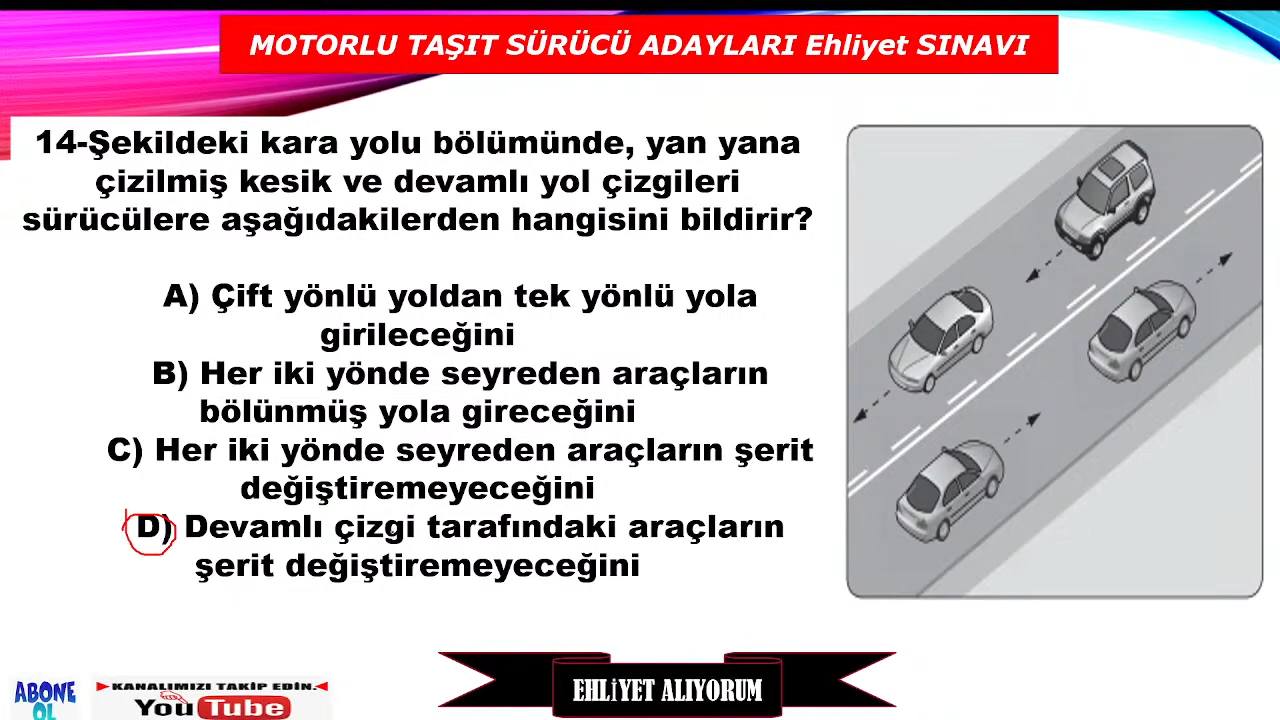 MOTORLU TAŞIT SÜRÜCÜ ADAYLARI Ehliyet SINAVI
14-Şekildeki kara yolu bölümünde, yan yana
çizilmiş kesik ve devamlı yol çizgileri
sürücülere aşağıdakilerden hangisini bildirir?
A) Çift yönlü yoldan tek yönlü yola
girileceğini
B) Her iki yönde seyreden araçların
bölünmüş yola gireceğini
C) Her iki yönde seyreden araçların şerit
değiştiremeyeceğini
D) Devamlı çizgi tarafındaki araçların
şerit değiştiremeyeceğini
ABONE
OL
KANALIMIZI TAKİP EDİN.
YouTube
EHLİYET ALIYORUM